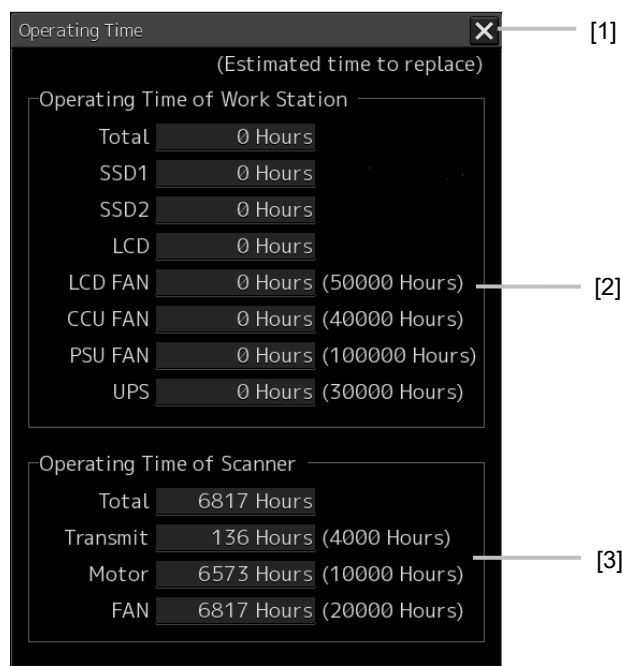 Operating Time [1]
(Estimated time to replace)
Operating Time of Work Station
Total 0 Hours
SSD1 0 Hours
SSD2 0 Hours
LCD 0 Hours
LCD FAN 0 Hours (50000 Hours) [2]
CCU FAN 0 Hours (40000 Hours)
PSU FAN 0 Hours (100000 Hours)
UPS 0 Hours (30000 Hours)
Operating Time of Scanner
Total 6817 Hours
Transmit 136 Hours (4000 Hours)
[3]
Motor 6573 Hours (10000 Hours)
FAN 6817 Hours (20000 Hours)